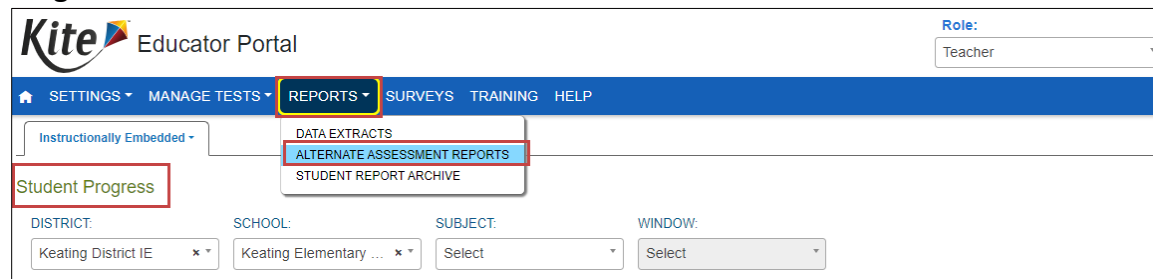 Kite Educator Portal
Role:
Teacher
SETTINGS MANAGE TESTS REPORTS SURVEYS TRAINING HELP
Instructionally Embedded
DATA EXTRACTS
ALTERNATE ASSESSMENT REPORTS
STUDENT REPORT ARCHIVE
Student Progress
DISTRICT: SCHOOL: SUBJECT: WINDOW:
Keating District IE × Keating Elementary ... × Select Select